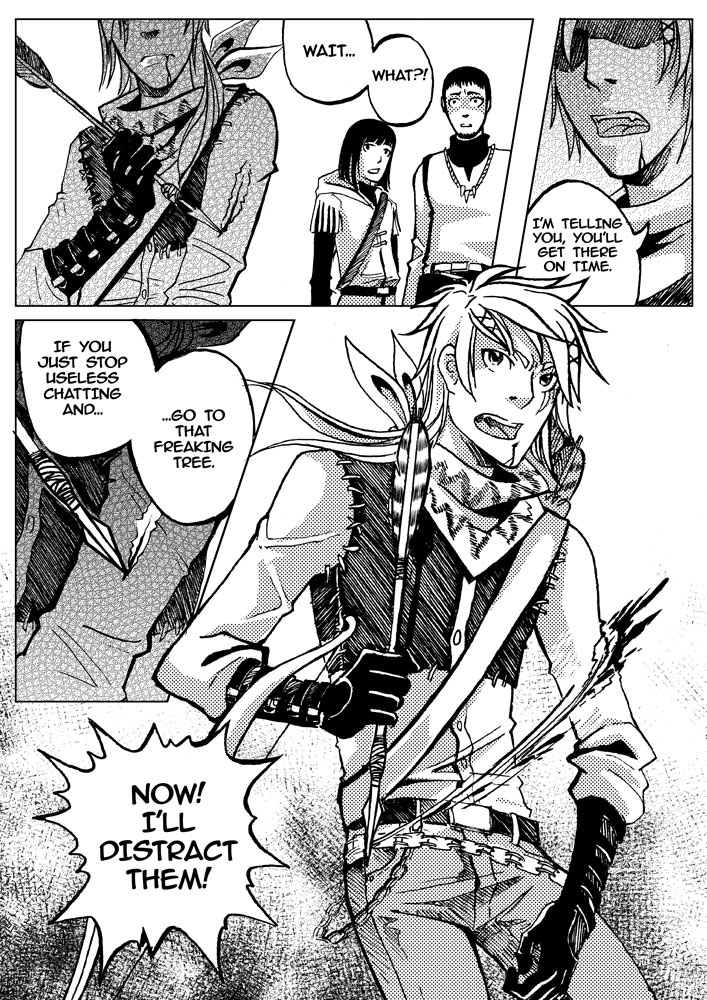 WAIT...
WHAT?!
I'M TELLING
YOU, YOU'LL
GET THERE
ON TIME.
IF YOU
JUST STOP
USELESS
CHATTING
AND...
...GO TO
THAT
FREAKING
TREE.
NOW!
I'LL
DISTRACT
THEM!